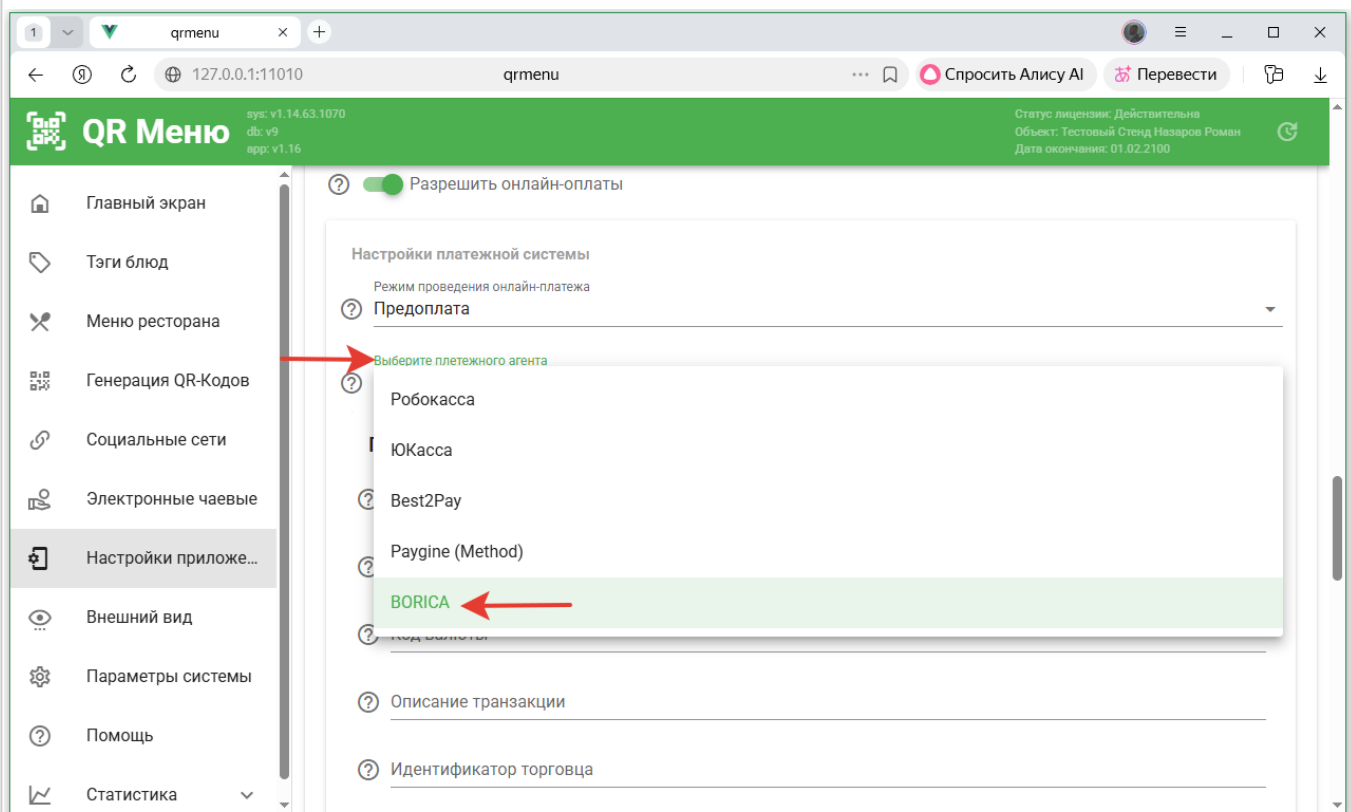 1
qrmenu
127.0.0.1:11010
qrmenu
Спросить Алису AI
Перевести
QR Меню
sys: v1.14.63.1070
db: v9
app: v1.16
Статус лицензии: Действительна
Объект: Тестовый Стенд Назаров Роман
Дата окончания: 01.02.2100
Главный экран
Тэги блюд
Меню ресторана
Генерация QR-Кодов
Социальные сети
Электронные чаевые
Настройки приложе...
Внешний вид
Параметры системы
Помощь
Статистика
Разрешить онлайн-оплаты
Настройки платежной системы
Режим проведения онлайн-платежа
Предоплата
Выберите плетежного агента
Робокасса
ЮКасса
Best2Pay
Paygine (Method)
BORICA
Код валюты
Описание транзакции
Идентификатор торговца